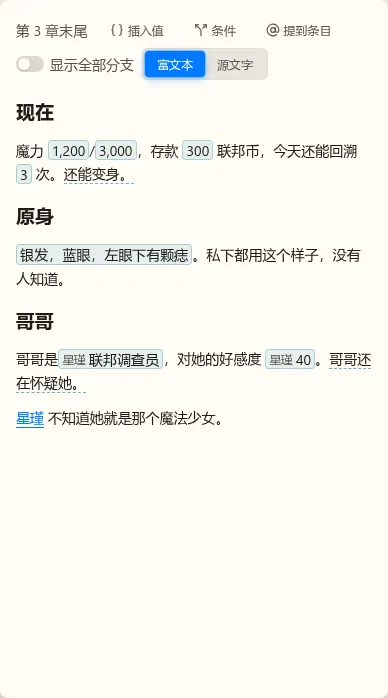 第 3 章末尾 {} 插入值 条件 @ 提到条目
显示全部分支 富文本 源文字
现在
魔力 1,200/3,000，存款 300 联邦币，今天还能回溯
3 次。还能变身。
原身
银发，蓝眼，左眼下有颗痣。私下都用这个样子，没有
人知道。
哥哥
哥哥是 星瑾 联邦调查员，对她的好感度 星瑾 40。哥哥还
在怀疑她。
星瑾 不知道她就是那个魔法少女。